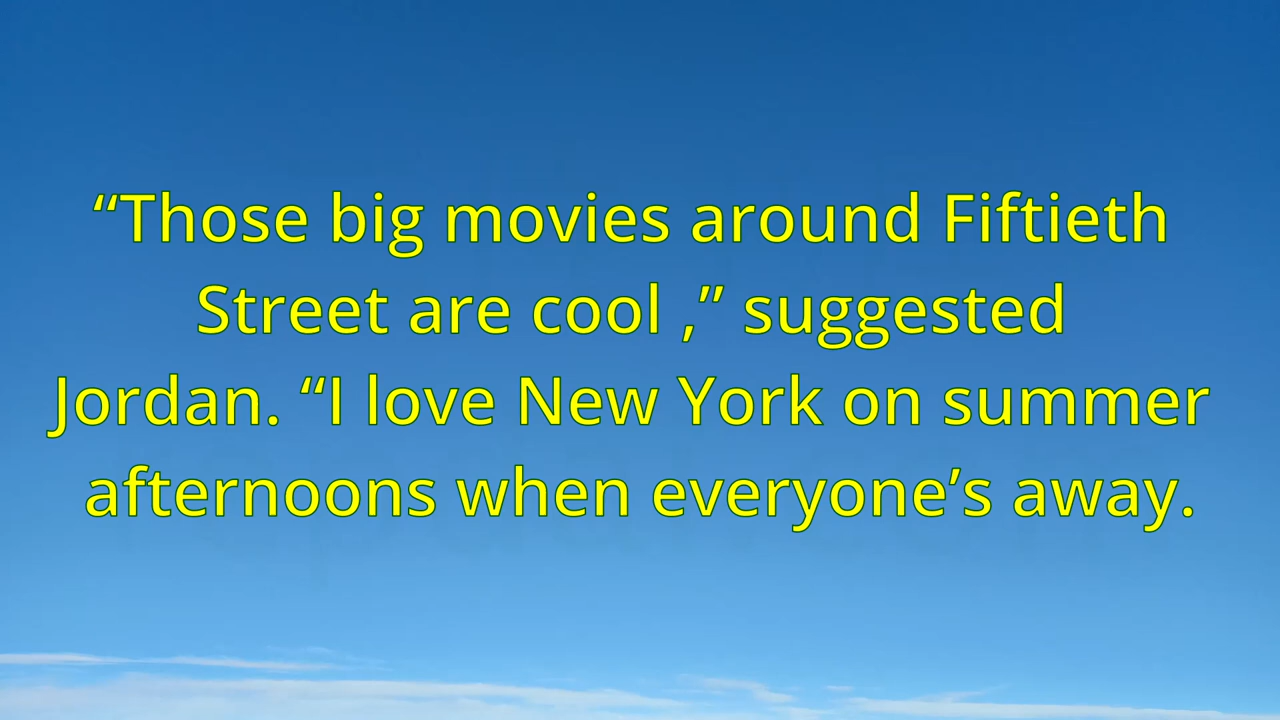 “Those big movies around Fiftieth
Street are cool ,” suggested
Jordan. “I love New York on summer
afternoons when everyone’s away.